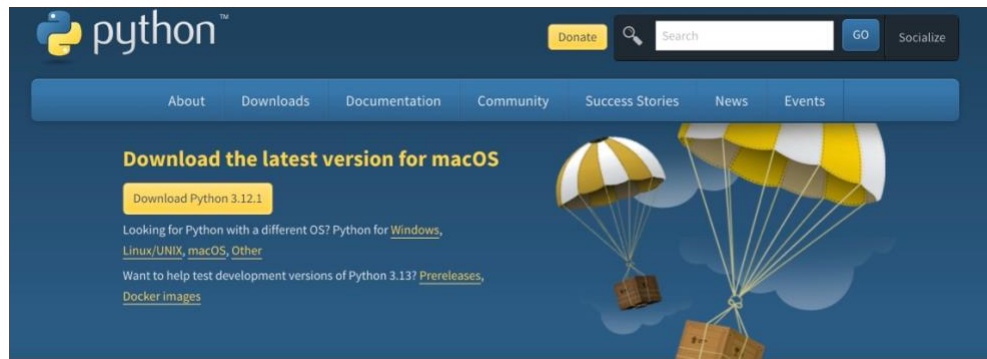 python™
Donate
Search
GO
Socialize
About Downloads Documentation Community Success Stories News Events
Download the latest version for macOS
Download Python 3.12.1
Looking for Python with a different OS? Python for Windows,
Linux/UNIX, macOS, Other
Want to help test development versions of Python 3.13? Prereleases,
Docker images